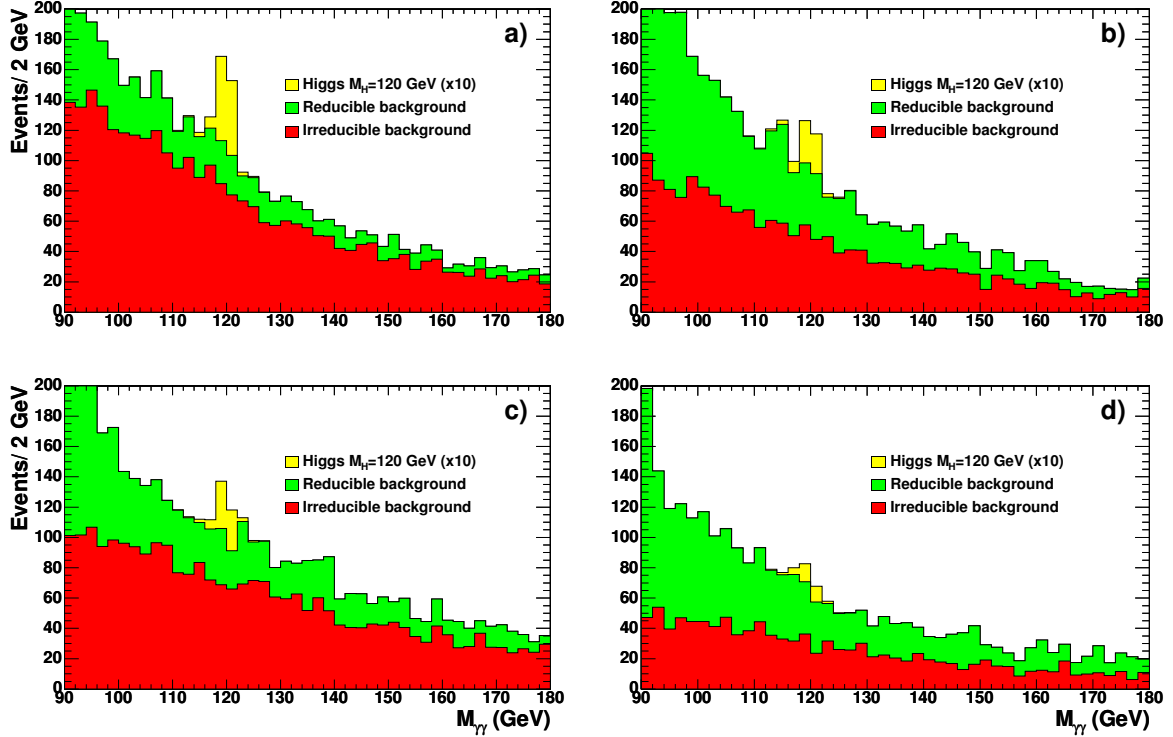 Events/ 2 GeV
200
180
160
140
120
100
80
60
40
20
0
90 100 110 120 130 140 150 160 170 180
a)
Higgs M_H=120 GeV (x10)
Reducible background
Irreducible background
200
180
160
140
120
100
80
60
40
20
0
90 100 110 120 130 140 150 160 170 180
b)
Higgs M_H=120 GeV (x10)
Reducible background
Irreducible background
Events/ 2 GeV
200
180
160
140
120
100
80
60
40
20
0
90 100 110 120 130 140 150 160 170 180
c)
Higgs M_H=120 GeV (x10)
Reducible background
Irreducible background
M_γγ (GeV)
200
180
160
140
120
100
80
60
40
20
0
90 100 110 120 130 140 150 160 170 180
d)
Higgs M_H=120 GeV (x10)
Reducible background
Irreducible background
M_γγ (GeV)